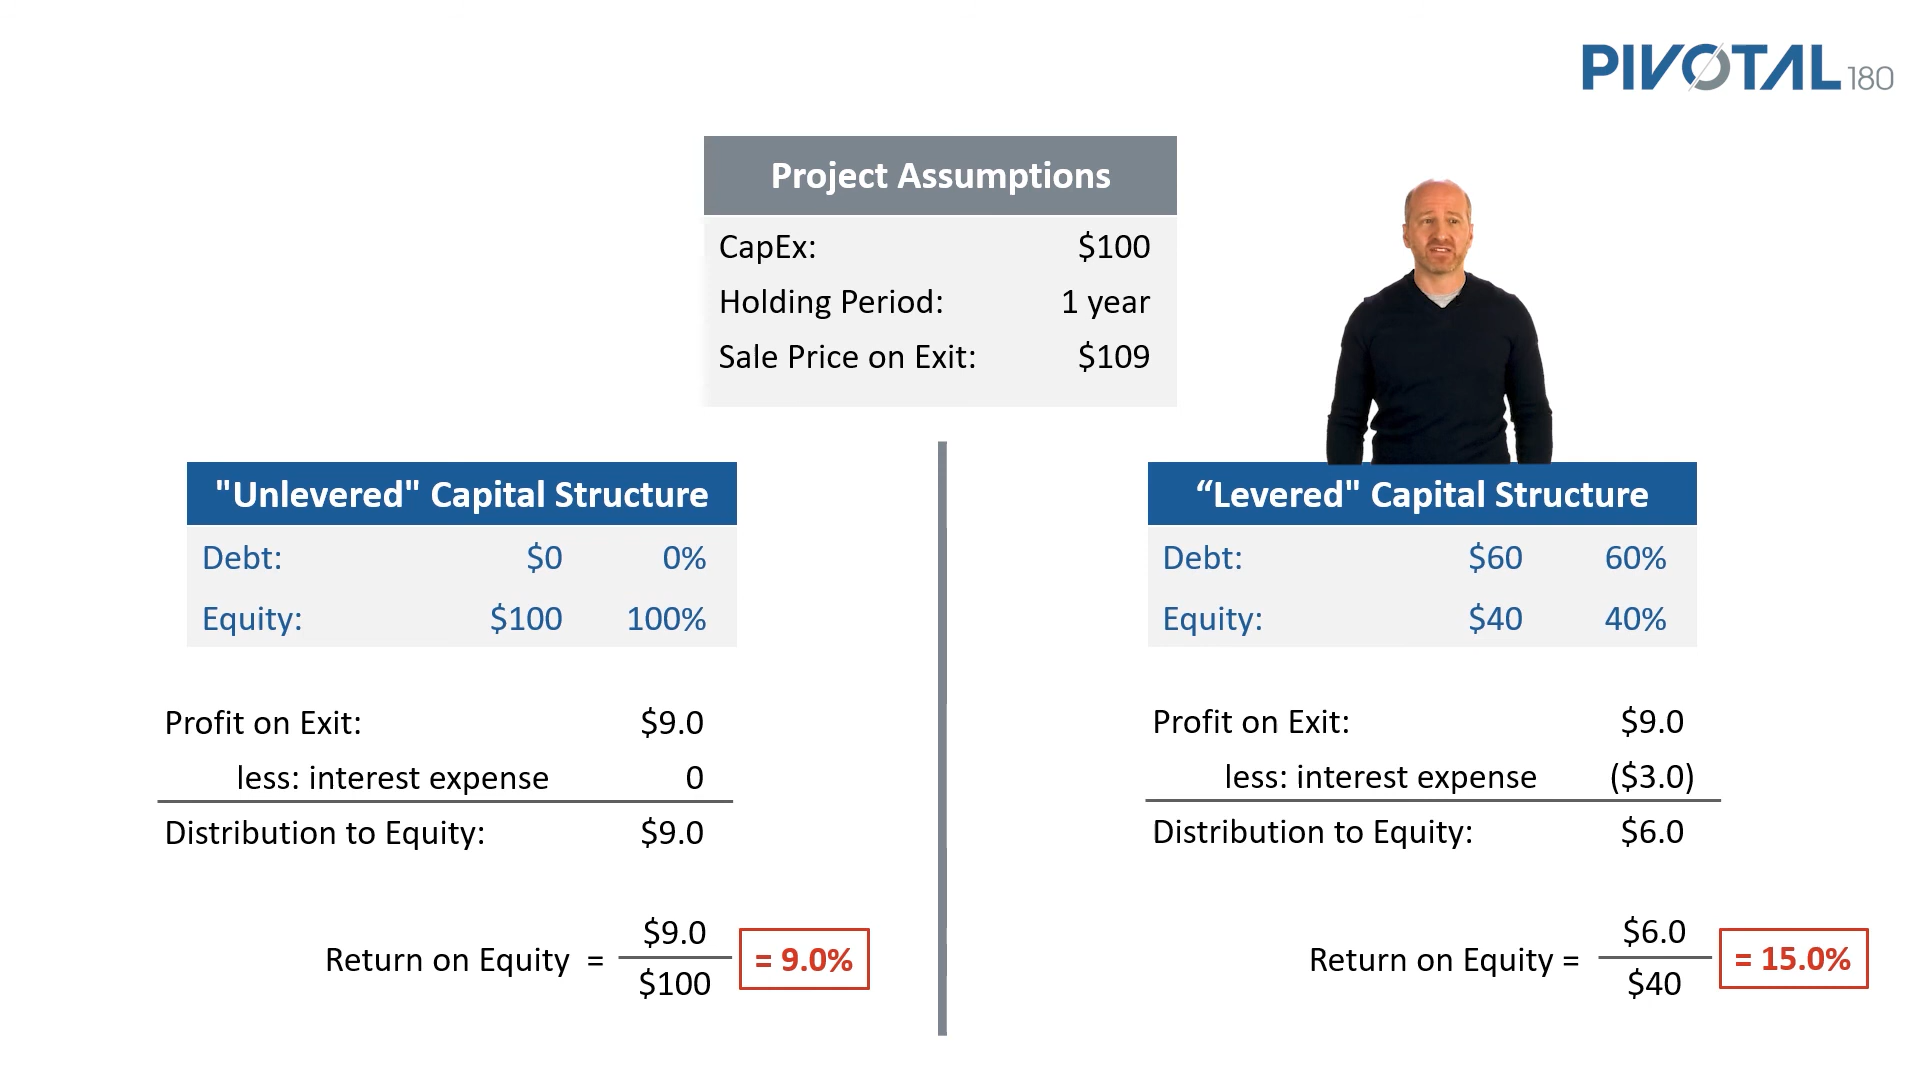 PIVOTAL 180
Project Assumptions
CapEx: $100
Holding Period: 1 year
Sale Price on Exit: $109
"Unlevered" Capital Structure
Debt: $0 0%
Equity: $100 100%
Profit on Exit: $9.0
less: interest expense 0
Distribution to Equity: $9.0
Return on Equity = $9.0 / $100 = 9.0%
“Levered" Capital Structure
Debt: $60 60%
Equity: $40 40%
Profit on Exit: $9.0
less: interest expense ($3.0)
Distribution to Equity: $6.0
Return on Equity = $6.0 / $40 = 15.0%